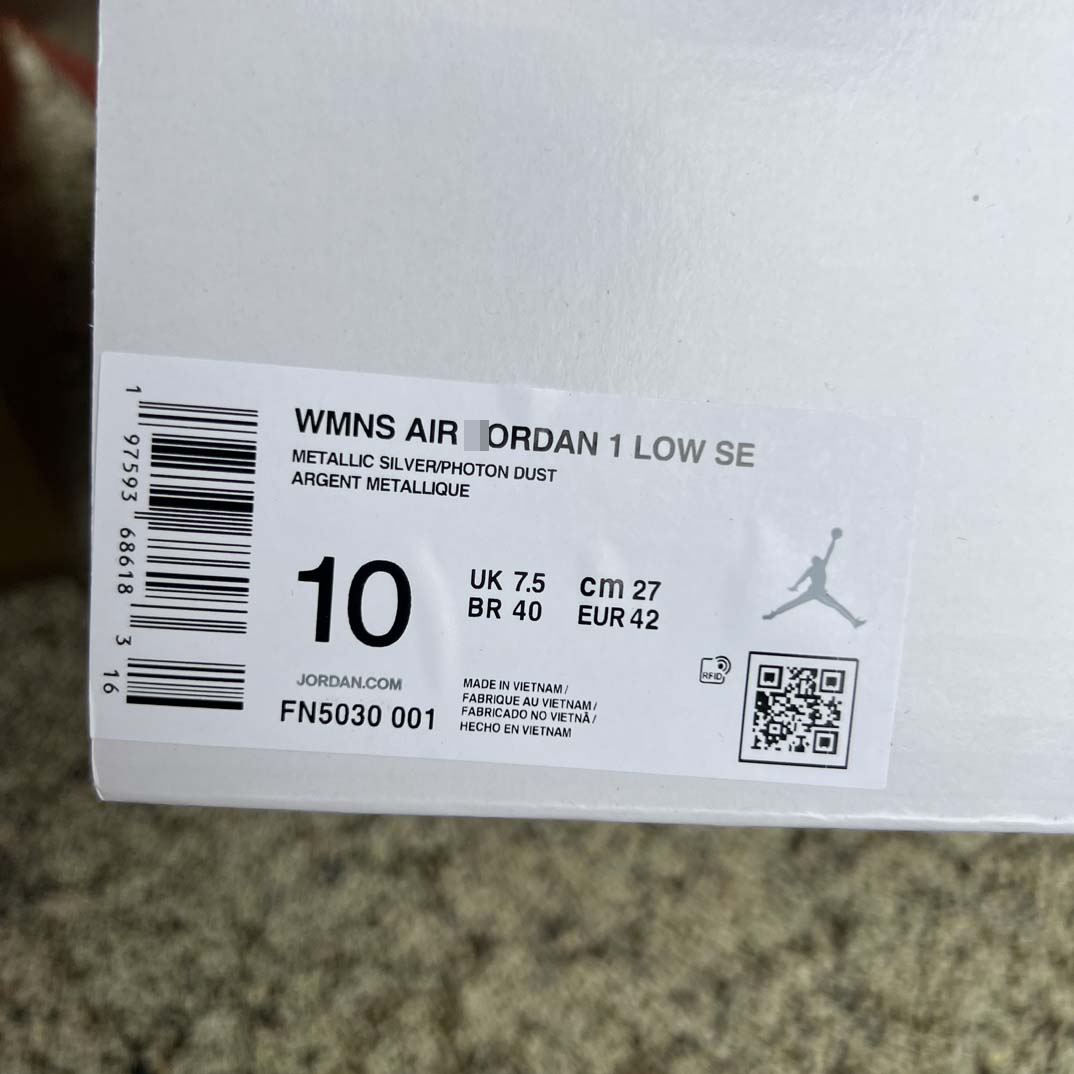 WMNS AIR ORDAN 1 LOW SE
METALLIC SILVER/PHOTON DUST
ARGENT METALLIQUE
10
UK 7.5 cm 27
BR 40 EUR 42
JORDAN.COM
FN5030 001
MADE IN VIETNAM /
FABRIQUE AU VIETNAM /
FABRICADO NO VIETNÃ /
HECHO EN VIETNAM
RFID
1 97593 68618 3 16